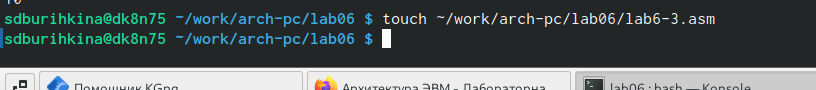 sdburihkina@dk8n75 ~/work/arch-pc/lab06 $ touch ~/work/arch-pc/lab06/lab6-3.asm
sdburihkina@dk8n75 ~/work/arch-pc/lab06 $
Помощник KGpg
Архитектура ЭВМ - Лабораторна
lab06 : bash — Konsole